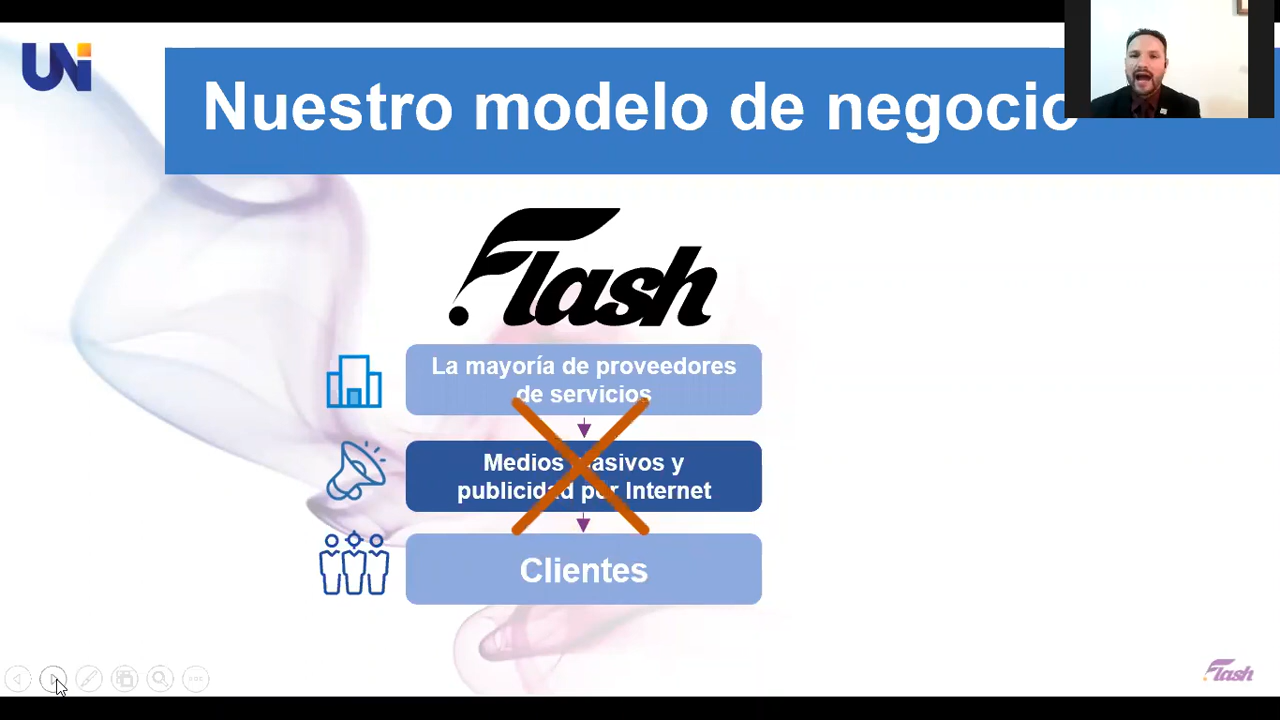 UNi
Nuestro modelo de negocio
Flash
La mayoría de proveedores
de servicios
Medios masivos y
publicidad por Internet
Clientes
Flash